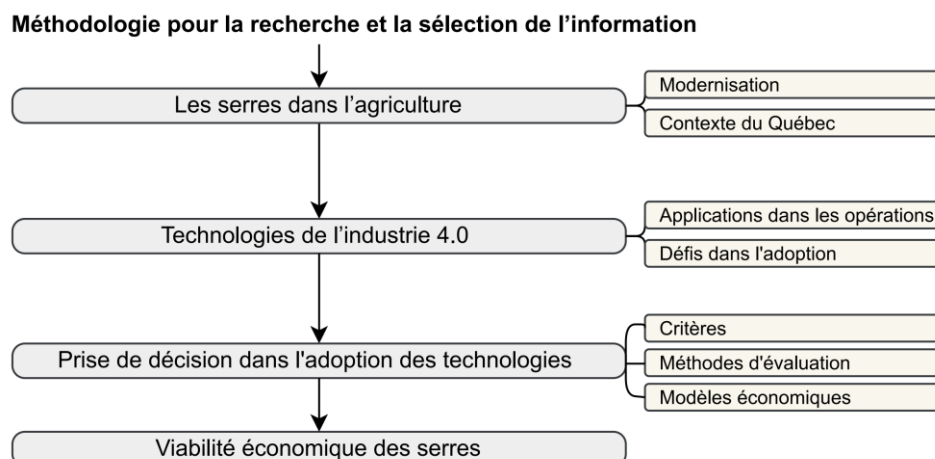 Méthodologie pour la recherche et la sélection de l’information
Les serres dans l’agriculture
Modernisation
Contexte du Québec
Technologies de l’industrie 4.0
Applications dans les opérations
Défis dans l'adoption
Prise de décision dans l'adoption des technologies
Critères
Méthodes d'évaluation
Modèles économiques
Viabilité économique des serres